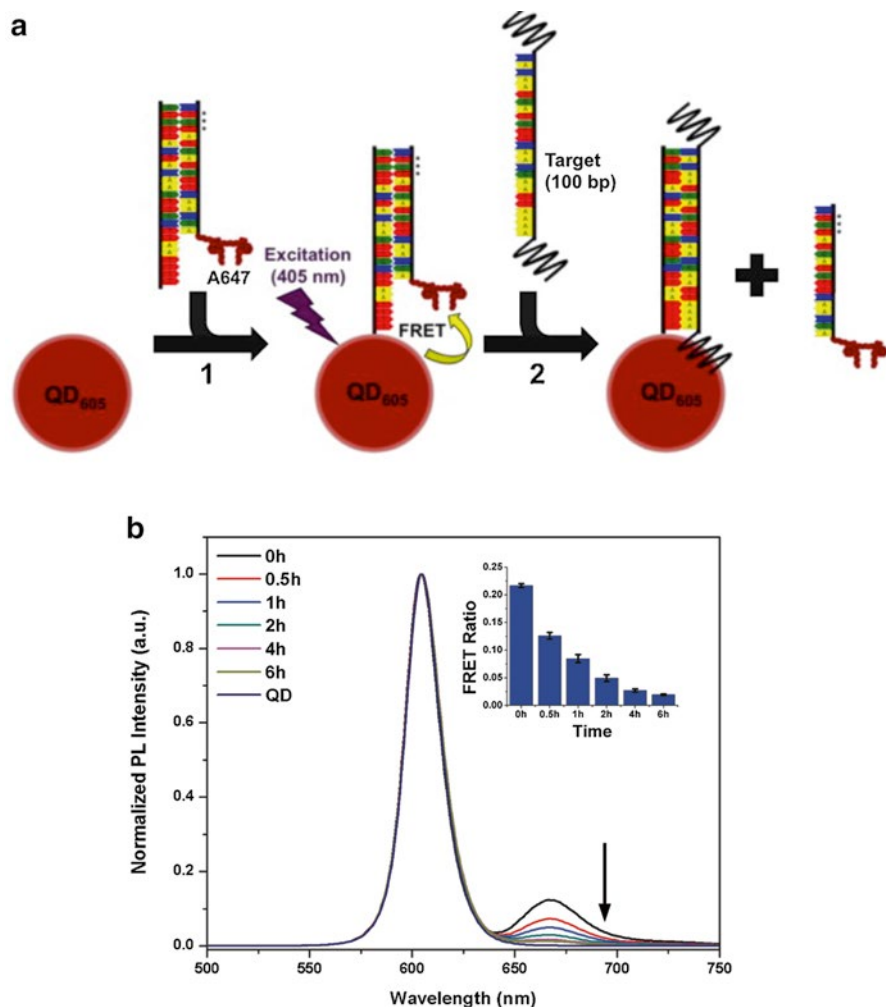 a
Target
(100 bp)
A647
Excitation
(405 nm)
FRET
1
2
QD605
QD605
QD605
b
0h
0.5h
1h
2h
4h
6h
QD
Normalized PL Intensity (a.u.)
1.0
0.8
0.6
0.4
0.2
0.0
500 550 600 650 700 750
Wavelength (nm)
FRET Ratio
0.25
0.20
0.15
0.10
0.05
0.00
0h 0.5h 1h 2h 4h 6h
Time